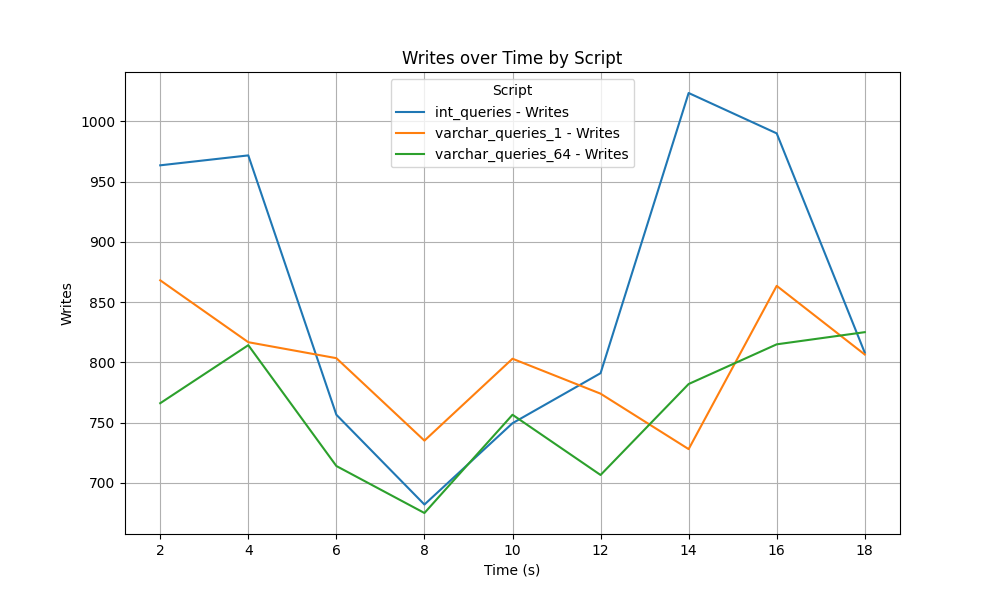 Writes over Time by Script
Script
int_queries - Writes
varchar_queries_1 - Writes
varchar_queries_64 - Writes
Writes
1000
950
900
850
800
750
700
2 4 6 8 10 12 14 16 18
Time (s)